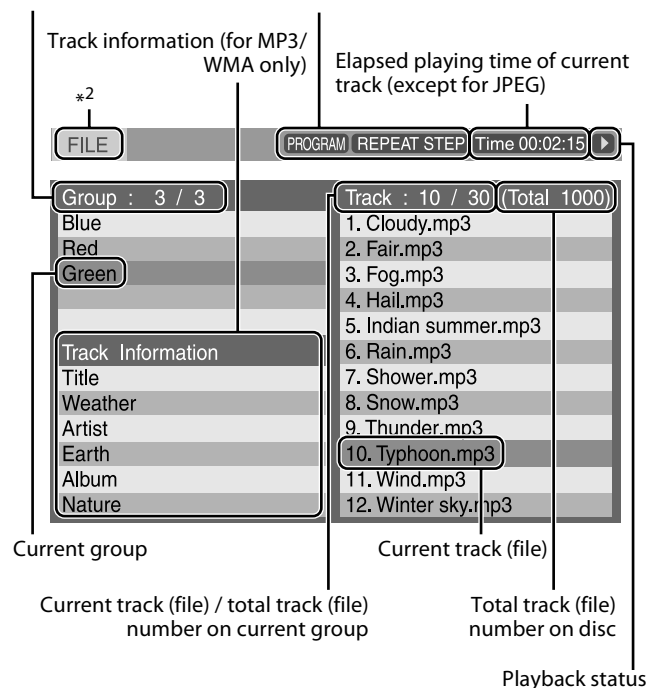 Track information (for MP3/
WMA only)
Elapsed playing time of current
track (except for JPEG)
*2
FILE
PROGRAM REPEAT STEP Time 00:02:15
Group : 3 / 3
Blue
Red
Green
Track Information
Title
Weather
Artist
Earth
Album
Nature
Track : 10 / 30 (Total 1000)
1. Cloudy.mp3
2. Fair.mp3
3. Fog.mp3
4. Hail.mp3
5. Indian summer.mp3
6. Rain.mp3
7. Shower.mp3
8. Snow.mp3
9. Thunder.mp3
10. Typhoon.mp3
11. Wind.mp3
12. Winter sky.mp3
Current group
Current track (file)
Current track (file) / total track (file)
number on current group
Total track (file)
number on disc
Playback status